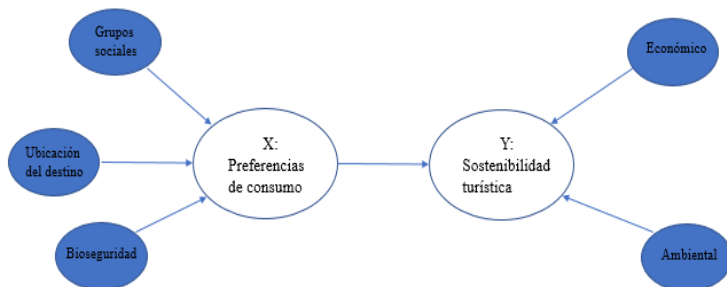 Grupos
sociales
Económico
X:
Preferencias
de consumo
Y:
Sostenibilidad
turística
Ubicación
del destino
Bioseguridad
Ambiental